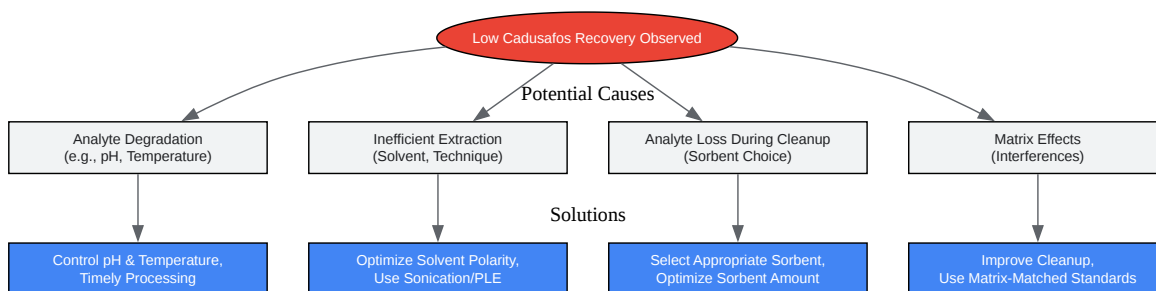 Low Cadusafos Recovery Observed
Potential Causes
Analyte Degradation
(e.g., pH, Temperature)
Inefficient Extraction
(Solvent, Technique)
Analyte Loss During Cleanup
(Sorbent Choice)
Matrix Effects
(Interferences)
Solutions
Control pH & Temperature,
Timely Processing
Optimize Solvent Polarity,
Use Sonication/PLE
Select Appropriate Sorbent,
Optimize Sorbent Amount
Improve Cleanup,
Use Matrix-Matched Standards